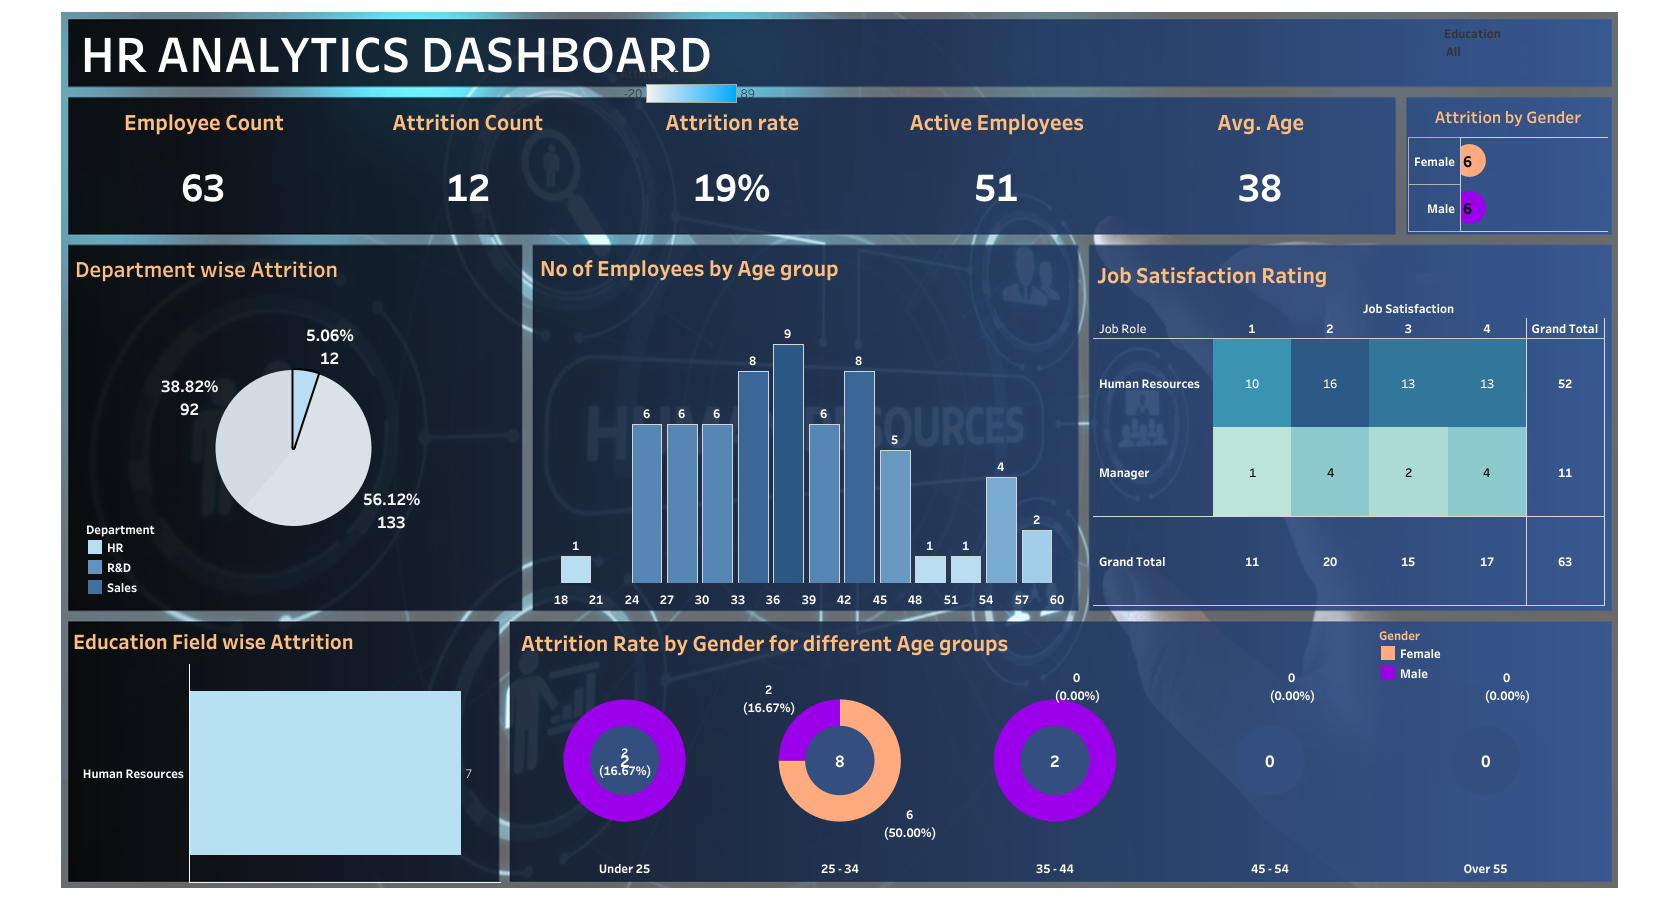 HR ANALYTICS DASHBOARD
Education
All
-20 89
Employee Count
63
Attrition Count
12
Attrition rate
19%
Active Employees
51
Avg. Age
38
Attrition by Gender
Female 6
Male 6
Department wise Attrition
5.06%
12
38.82%
92
56.12%
133
Department
HR
R&D
Sales
No of Employees by Age group
1 6 6 6 8 9 6 8 5 1 1 4 2
18 21 24 27 30 33 36 39 42 45 48 51 54 57 60
HUMAN RESOURCES
Job Satisfaction Rating
Job Satisfaction
Job Role 1 2 3 4 Grand Total
Human Resources 10 16 13 13 52
Manager 1 4 2 4 11
Grand Total 11 20 15 17 63
Education Field wise Attrition
Human Resources 7
Attrition Rate by Gender for different Age groups
Gender
Female
Male
2
2
(16.67%)
Under 25
2
(16.67%)
8
6
(50.00%)
25 - 34
0
(0.00%)
2
35 - 44
0
(0.00%)
0
45 - 54
0
(0.00%)
0
Over 55